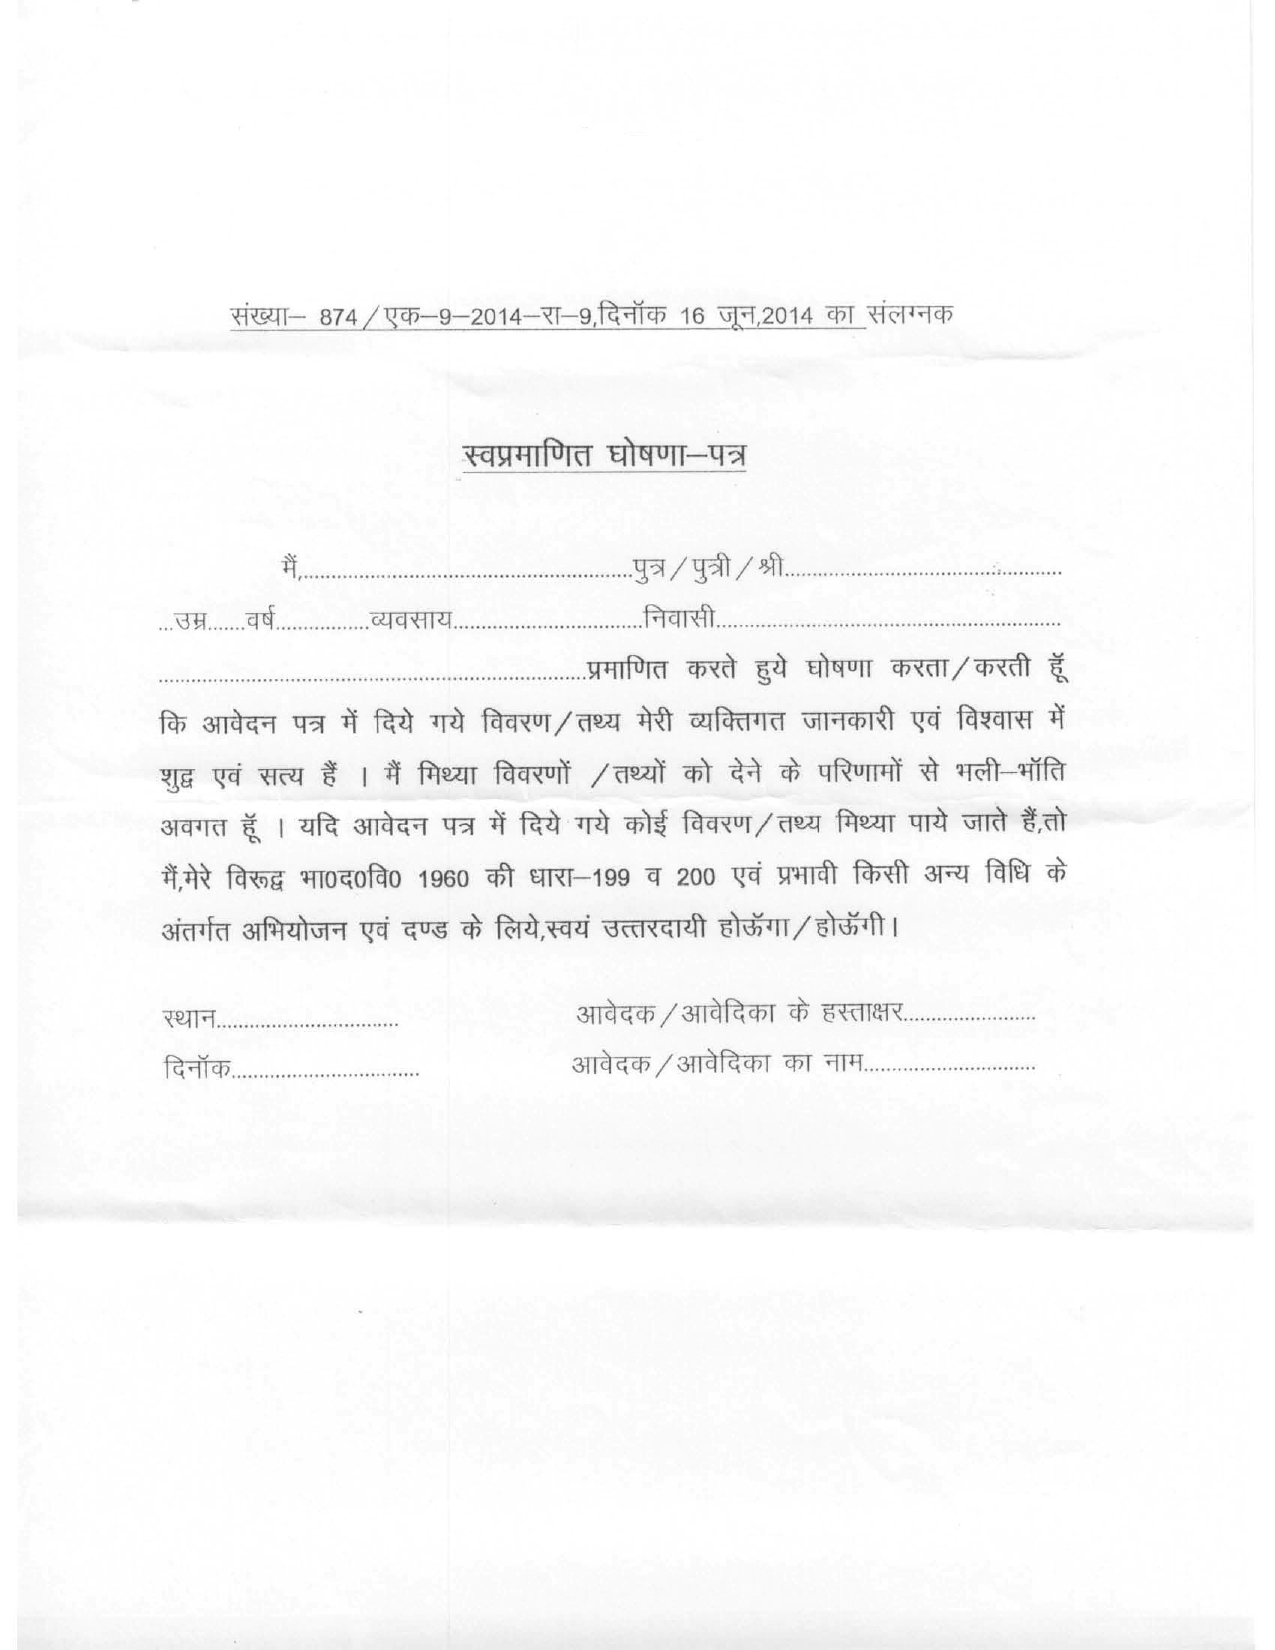 संख्या– 874/एक–9–2014–रा–9,दिनॉक 16 जून,2014 का संलग्नक
स्वप्रमाणित घोषणा–पत्र
मैं,............................................................पुत्र/पुत्री/श्री..................................................
...उम्र.......वर्ष.................व्यवसाय...................................निवासी...............................................................
..............................................................................प्रमाणित करते हुये घोषणा करता/करती हूँ
कि आवेदन पत्र में दिये गये विवरण/तथ्य मेरी व्यक्तिगत जानकारी एवं विश्वास में
शुद्व एवं सत्य हैं । मैं मिथ्या विवरणों /तथ्यों को देने के परिणामों से भली–भॉति
अवगत हूँ । यदि आवेदन पत्र में दिये गये कोई विवरण/तथ्य मिथ्या पाये जाते हैं,तो
मैं,मेरे विरूद्व भा0द0वि0 1960 की धारा–199 व 200 एवं प्रभावी किसी अन्य विधि के
अंतर्गत अभियोजन एवं दण्ड के लिये,स्वयं उत्तरदायी होऊॅगा/होऊॅगी।
स्थान................................. आवेदक/आवेदिका के हस्ताक्षर........................
दिनॉक.................................. आवेदक/आवेदिका का नाम...............................